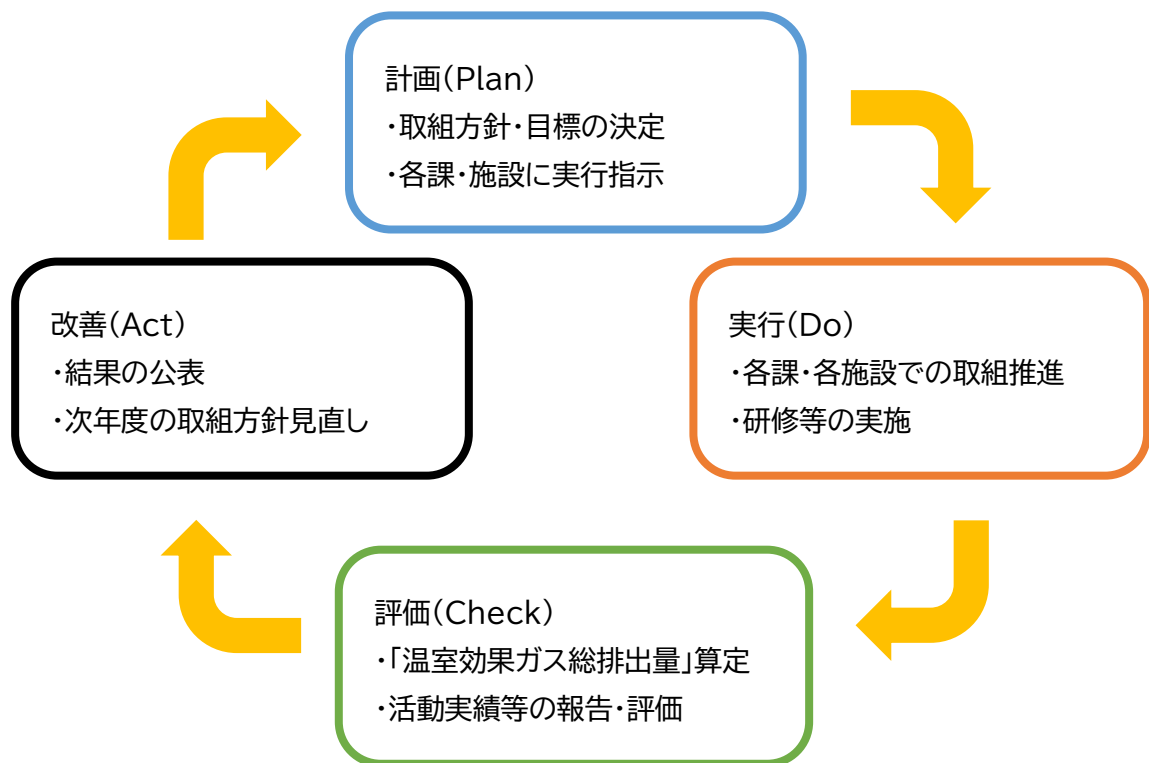 計画(Plan)
・取組方針・目標の決定
・各課・施設に実行指示
実行(Do)
・各課・各施設での取組推進
・研修等の実施
評価(Check)
・「温室効果ガス総排出量」算定
・活動実績等の報告・評価
改善(Act)
・結果の公表
・次年度の取組方針見直し